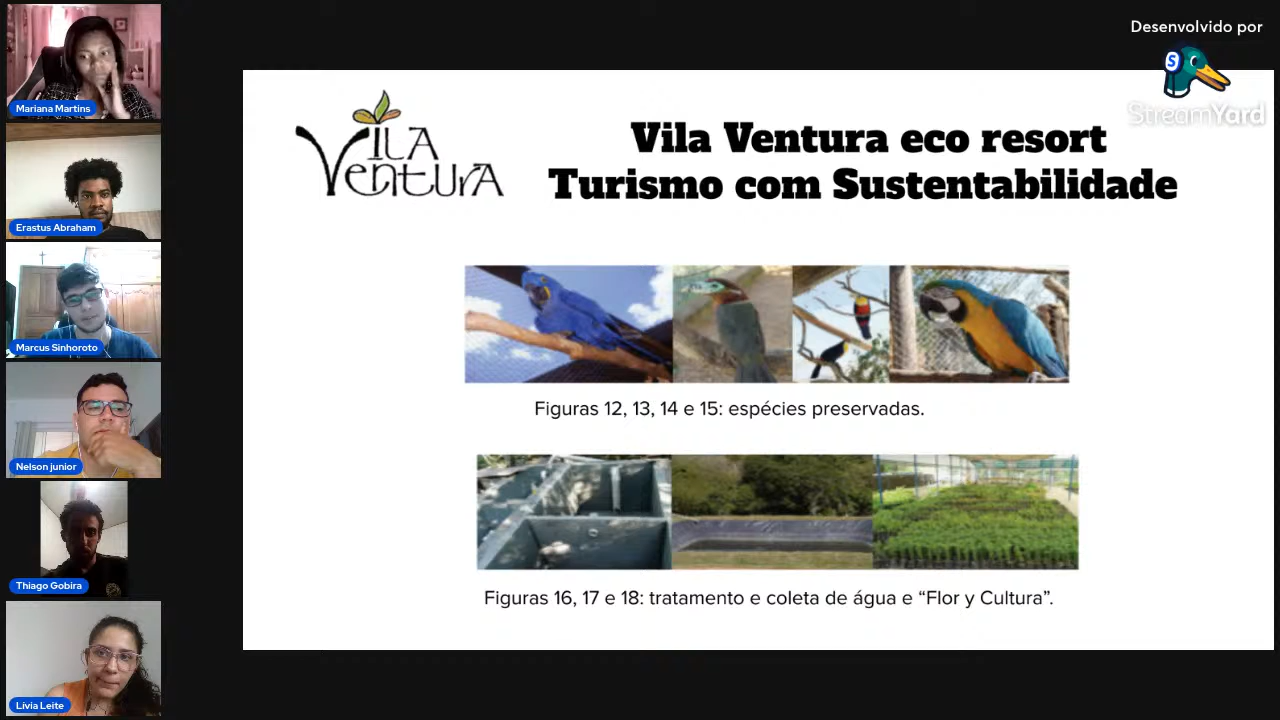 Desenvolvido por
S
StreamYard
Mariana Martins
Erastus Abraham
Marcus Sinhoroto
Nelson junior
Thiago Gobira
Lívia Leite
VILA
VENTURA
Vila Ventura eco resort
Turismo com Sustentabilidade
Figuras 12, 13, 14 e 15: espécies preservadas.
Figuras 16, 17 e 18: tratamento e coleta de água e “Flor y Cultura”.